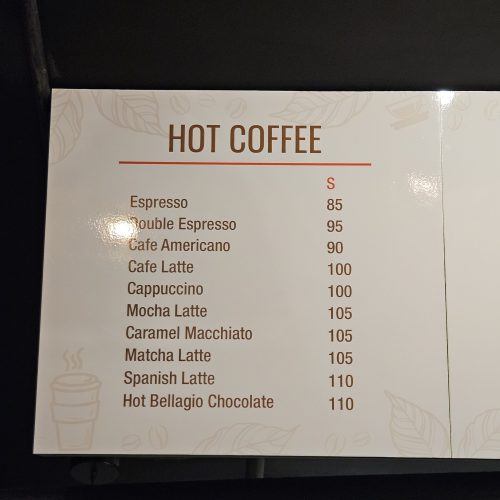 HOT COFFEE
S
Espresso 85
Double Espresso 95
Cafe Americano 90
Cafe Latte 100
Cappuccino 100
Mocha Latte 105
Caramel Macchiato 105
Matcha Latte 105
Spanish Latte 110
Hot Bellagio Chocolate 110